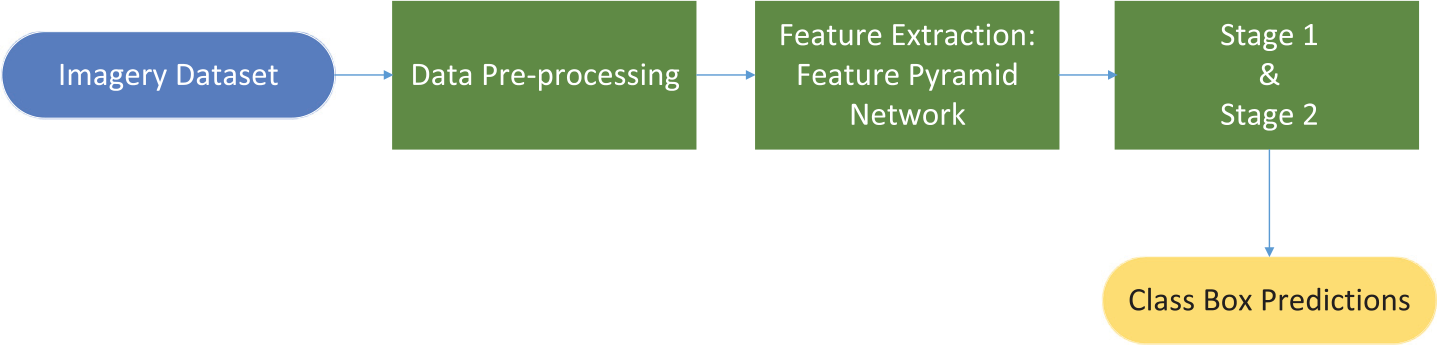 Imagery Dataset
Data Pre-processing
Feature Extraction:
Feature Pyramid
Network
Stage 1
&
Stage 2
Class Box Predictions